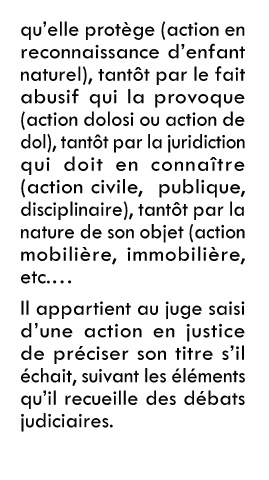 qu’elle protège (action en
reconnaissance d’enfant
naturel), tantôt par le fait
abusif qui la provoque
(action dolosi ou action de
dol), tantôt par la juridiction
qui doit en connaître
(action civile, publique,
disciplinaire), tantôt par la
nature de son objet (action
mobilière, immobilière,
etc.…
Il appartient au juge saisi
d’une action en justice
de préciser son titre s’il
échait, suivant les éléments
qu’il recueille des débats
judiciaires.